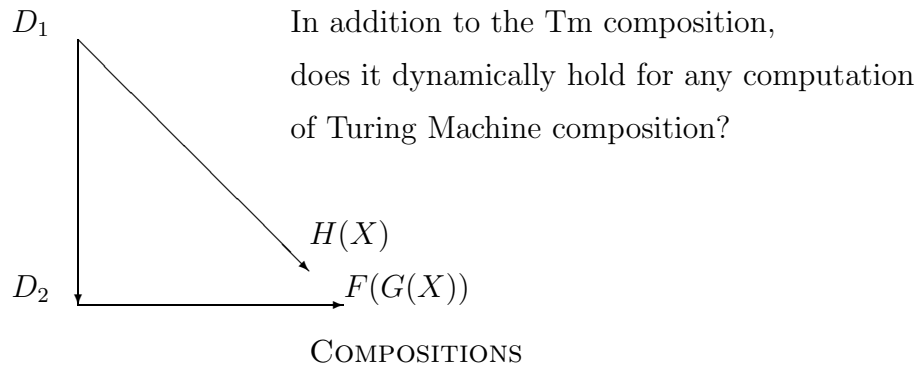 D₁
In addition to the Tm composition,
does it dynamically hold for any computation
of Turing Machine composition?
H(X)
D₂
F(G(X))
COMPOSITIONS